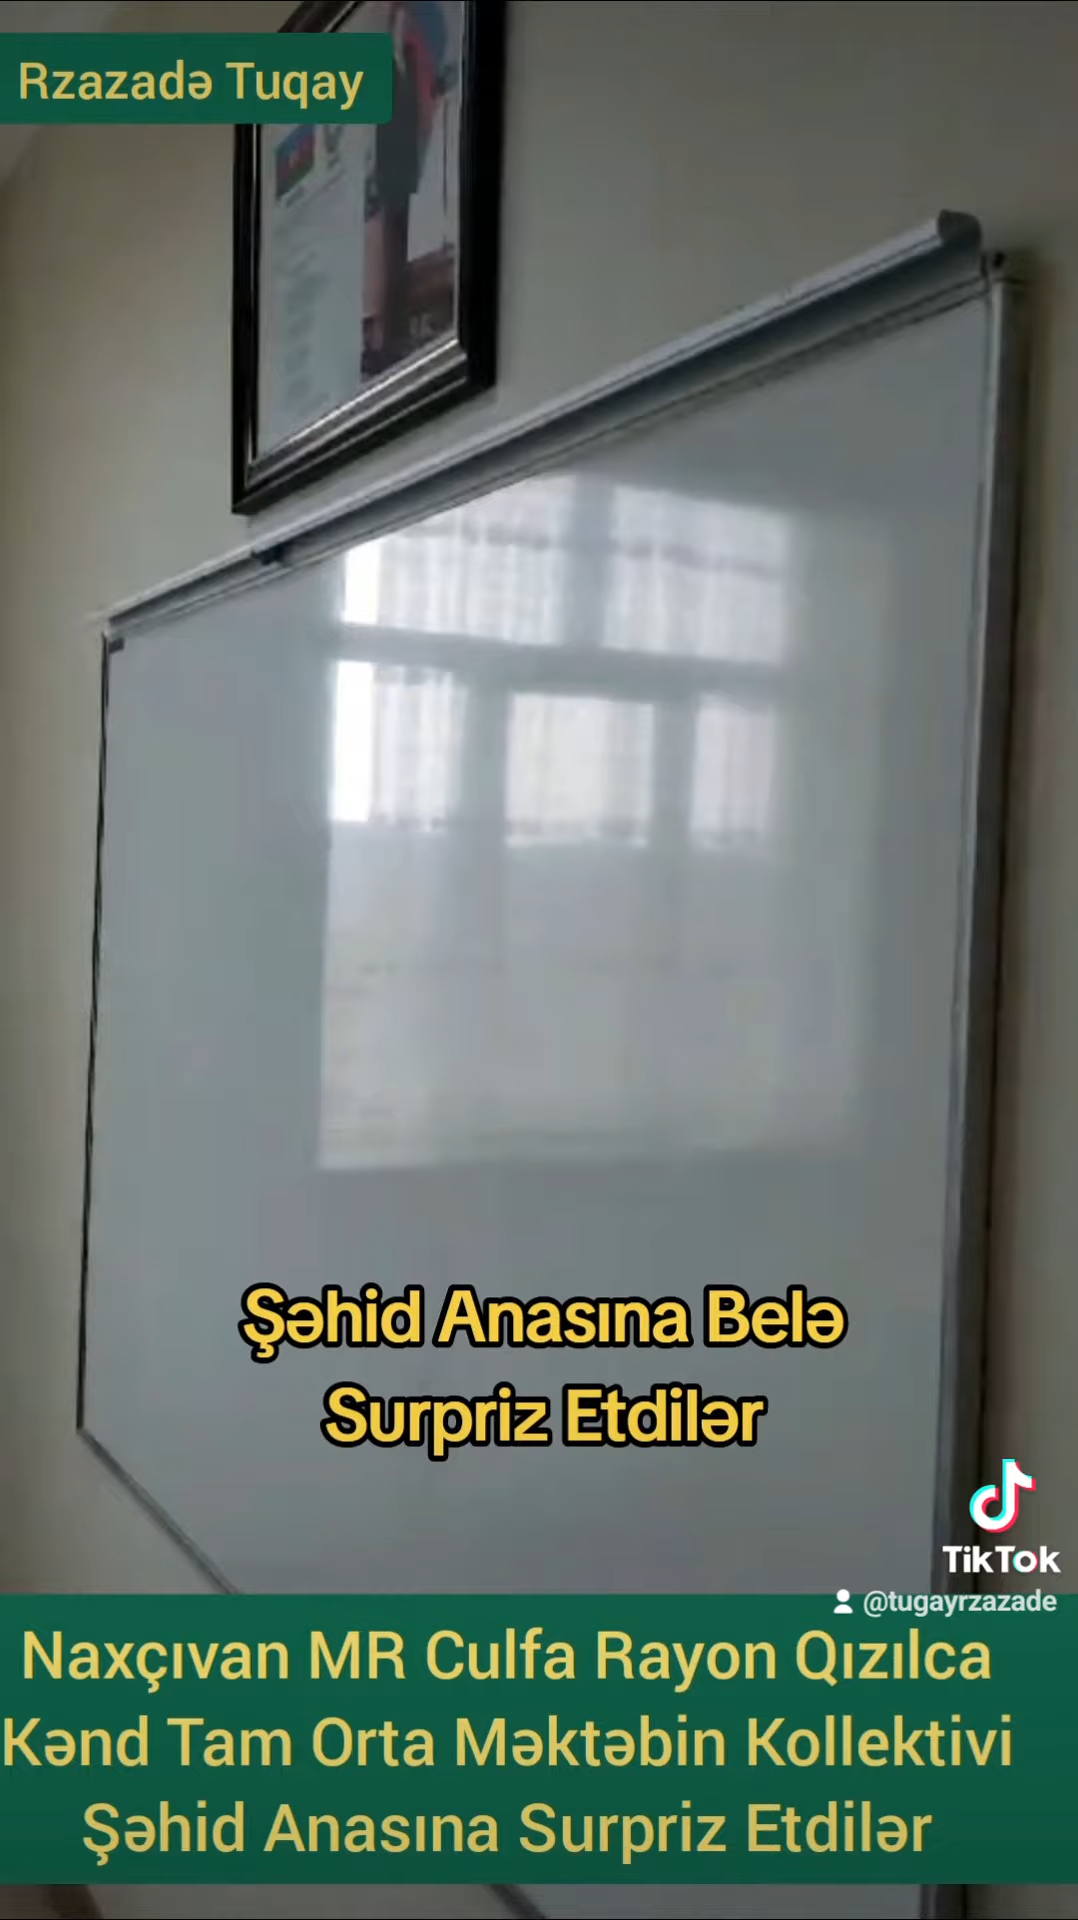 Rzazadə Tuqay
Şəhid Anasına Belə
Surpriz Etdilər
TikTok
@tugayrzazade
Naxçıvan MR Culfa Rayon Qızılca
Kənd Tam Orta Məktəbin Kollektivi
Şəhid Anasına Surpriz Etdilər